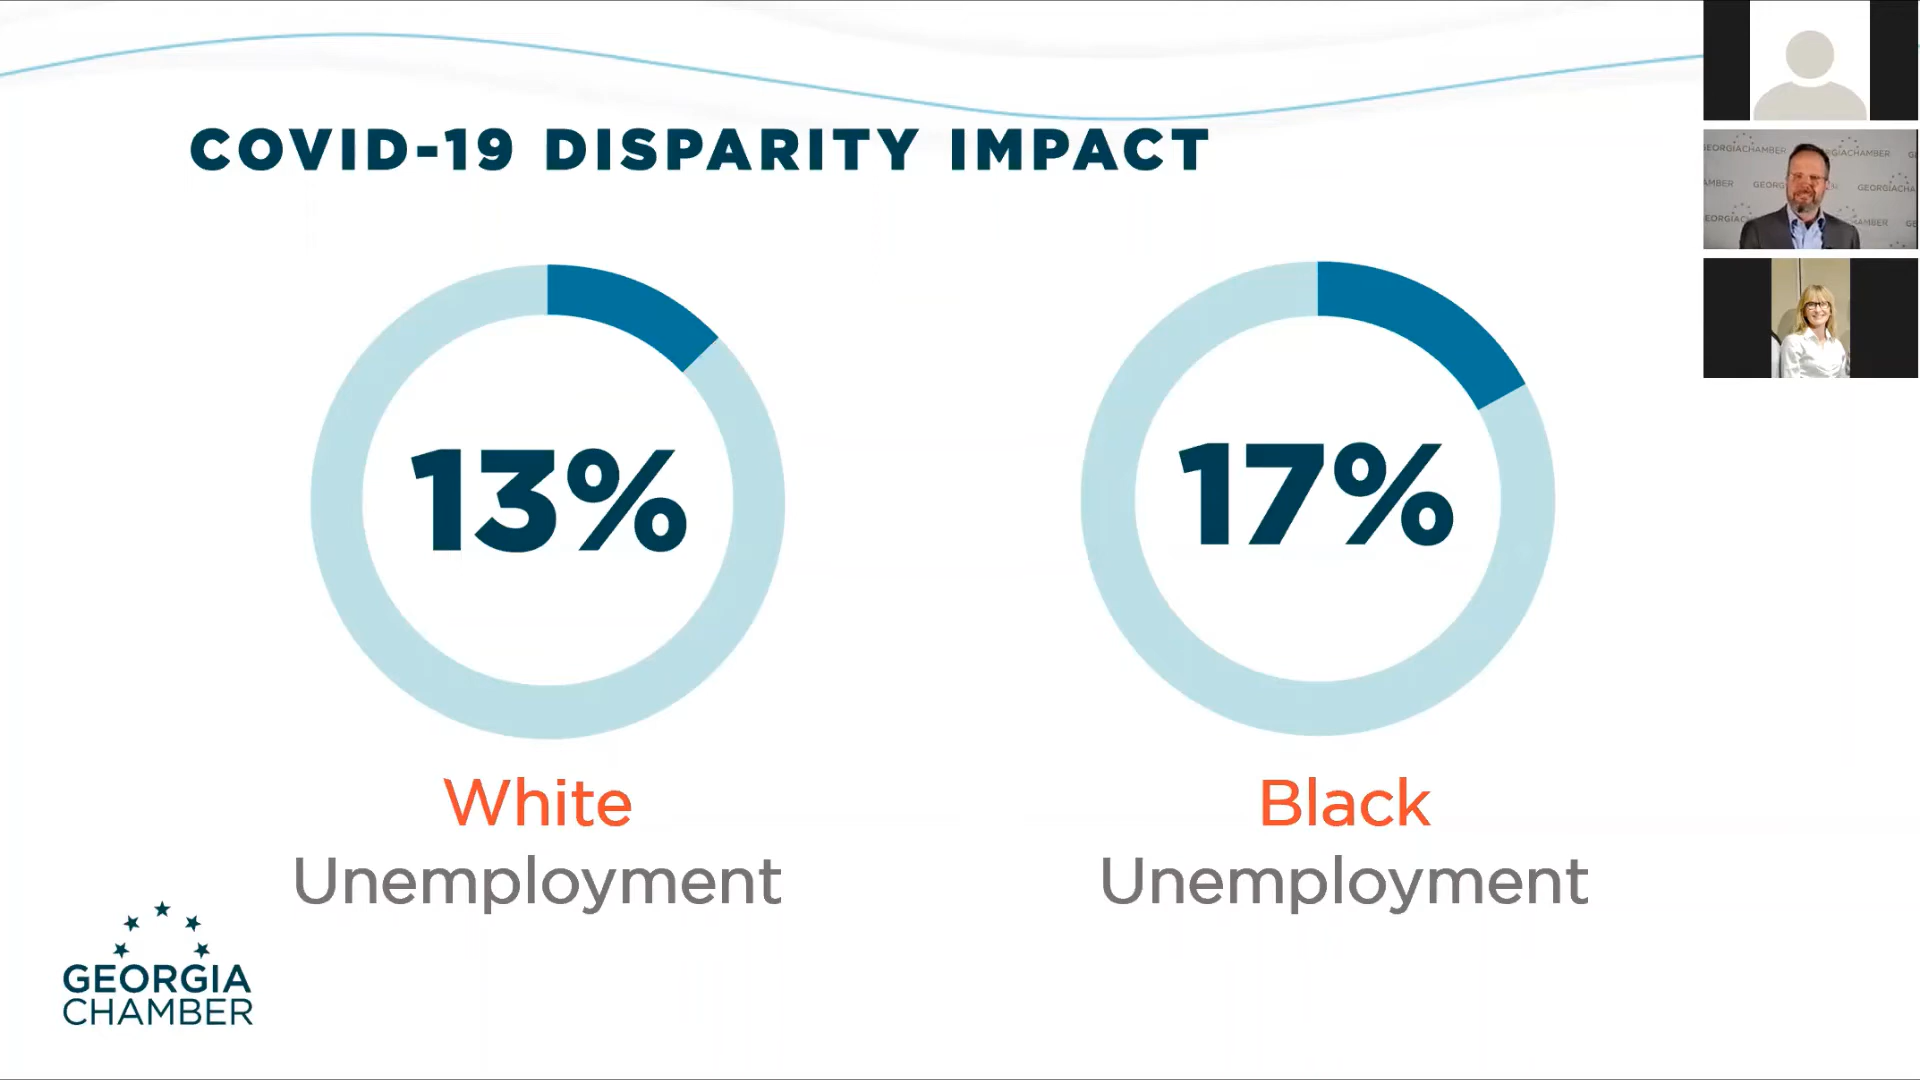 COVID-19 DISPARITY IMPACT
13%
17%
White
Unemployment
Black
Unemployment
GEORGIA
CHAMBER